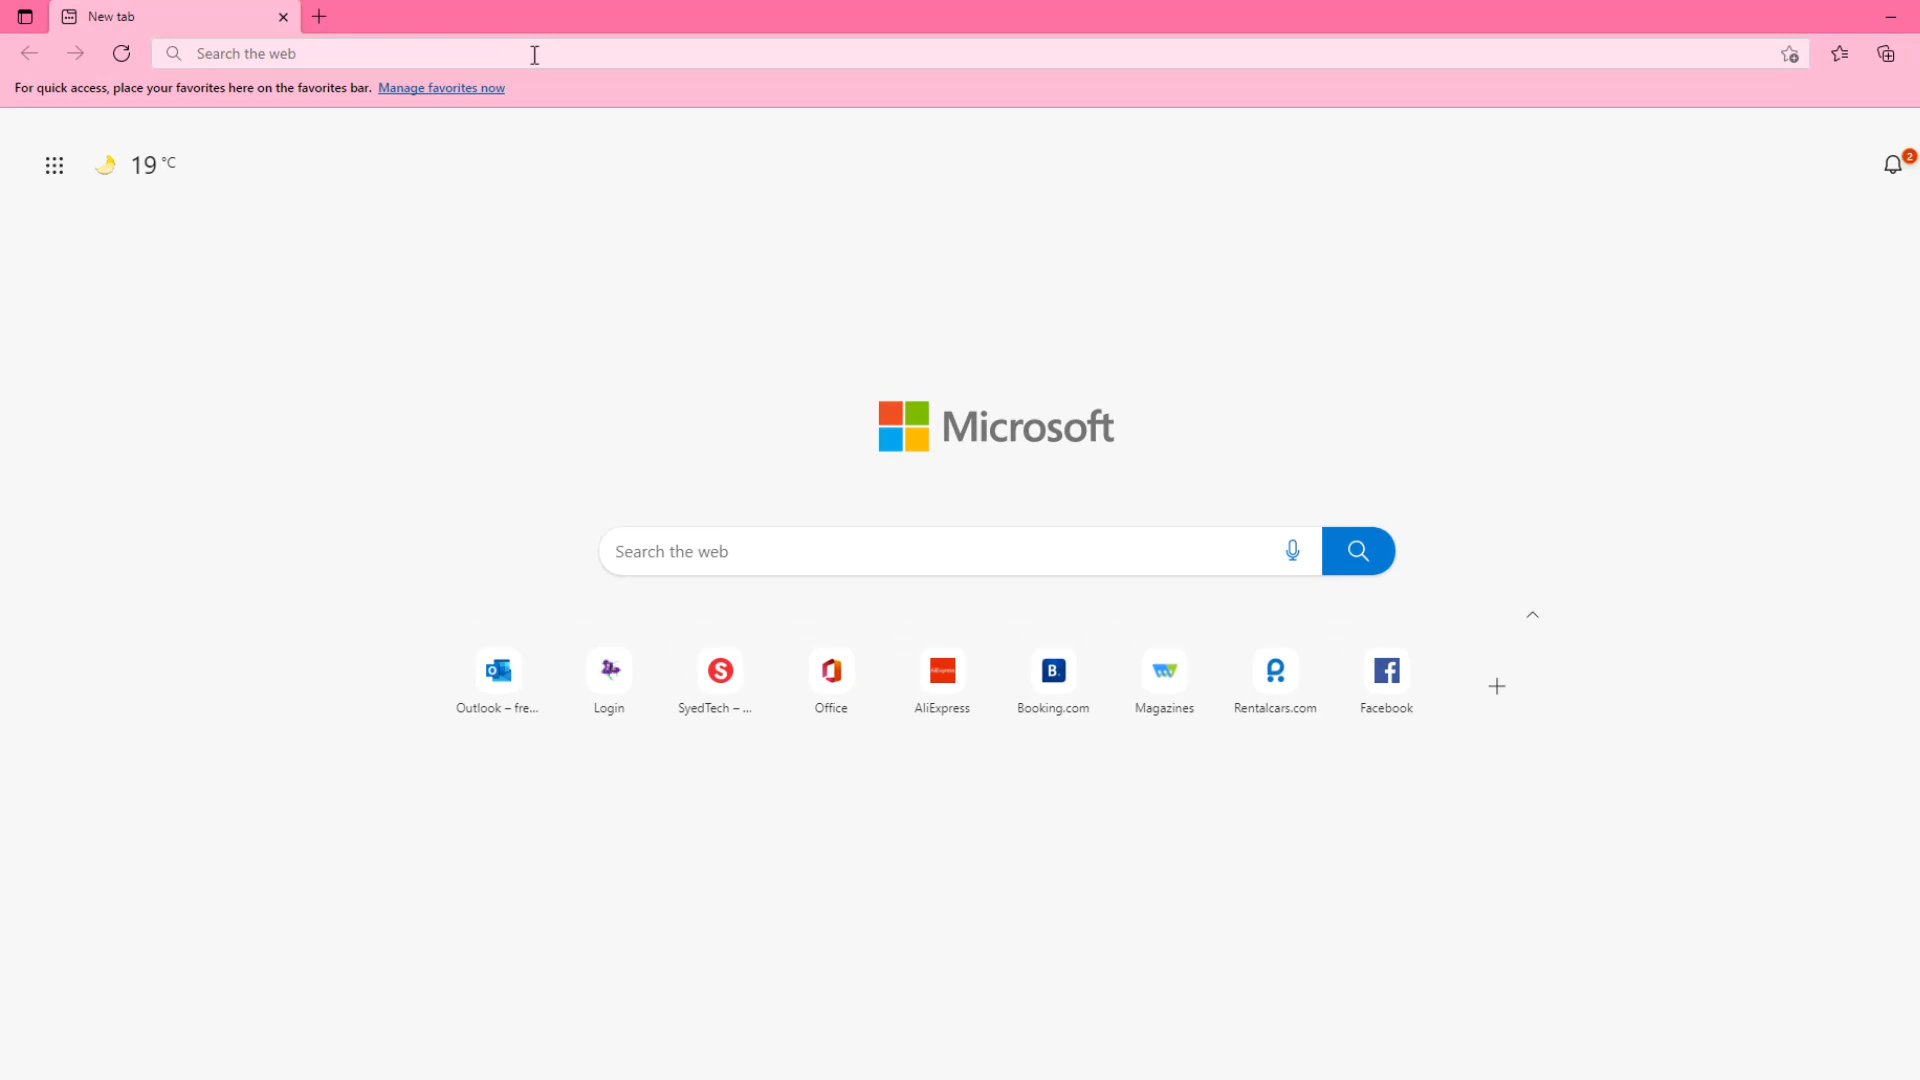 New tab
Search the web
For quick access, place your favorites here on the favorites bar. Manage favorites now
19 °C
2
Microsoft
Search the web
Outlook – fre... Login SyedTech – ... Office AliExpress Booking.com Magazines Rentalcars.com Facebook